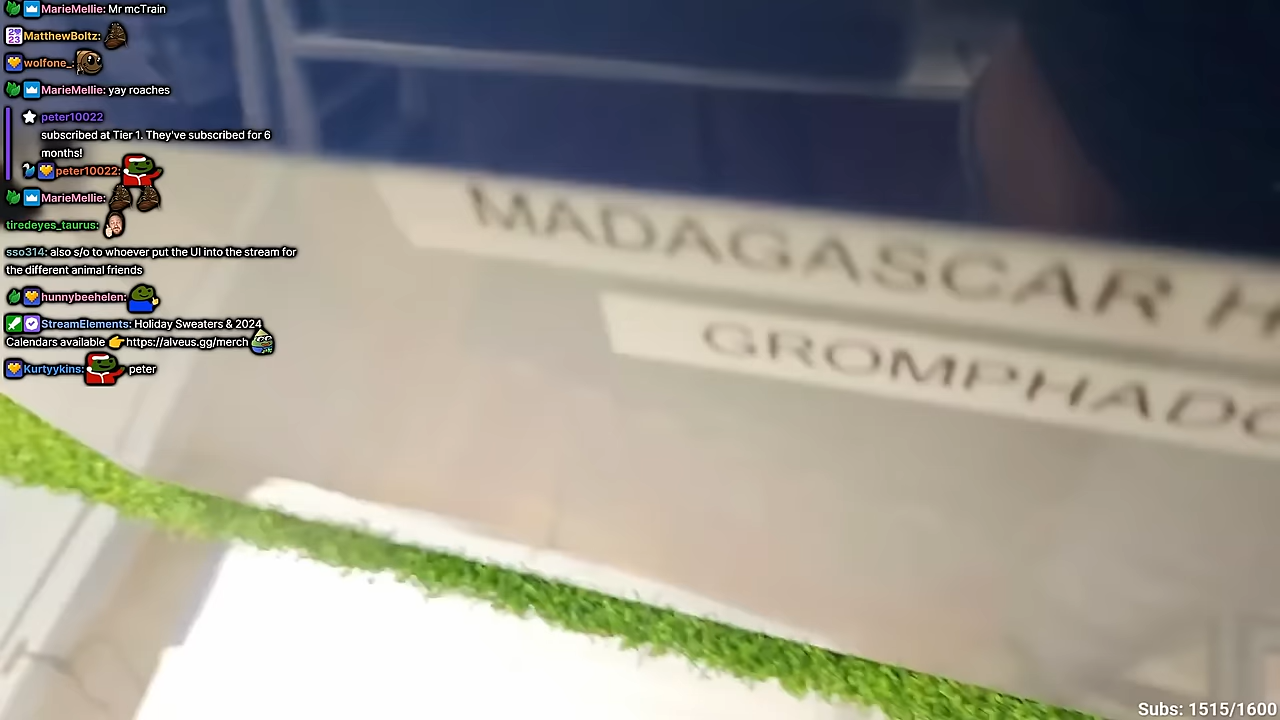 MarieMellie: Mr mcTrain
MatthewBoltz:
wolfone_:
MarieMellie: yay roaches
peter10022
subscribed at Tier 1. They've subscribed for 6
months!
peter10022:
MarieMellie:
tiredeyes_taurus:
sso314: also s/o to whoever put the UI into the stream for
the different animal friends
hunnybeehelen:
StreamElements: Holiday Sweaters & 2024
Calendars available 👉 https://alveus.gg/merch
Kurtyykins: peter
MADAGASCAR H
GROMPHADO
Subs: 1515/1600